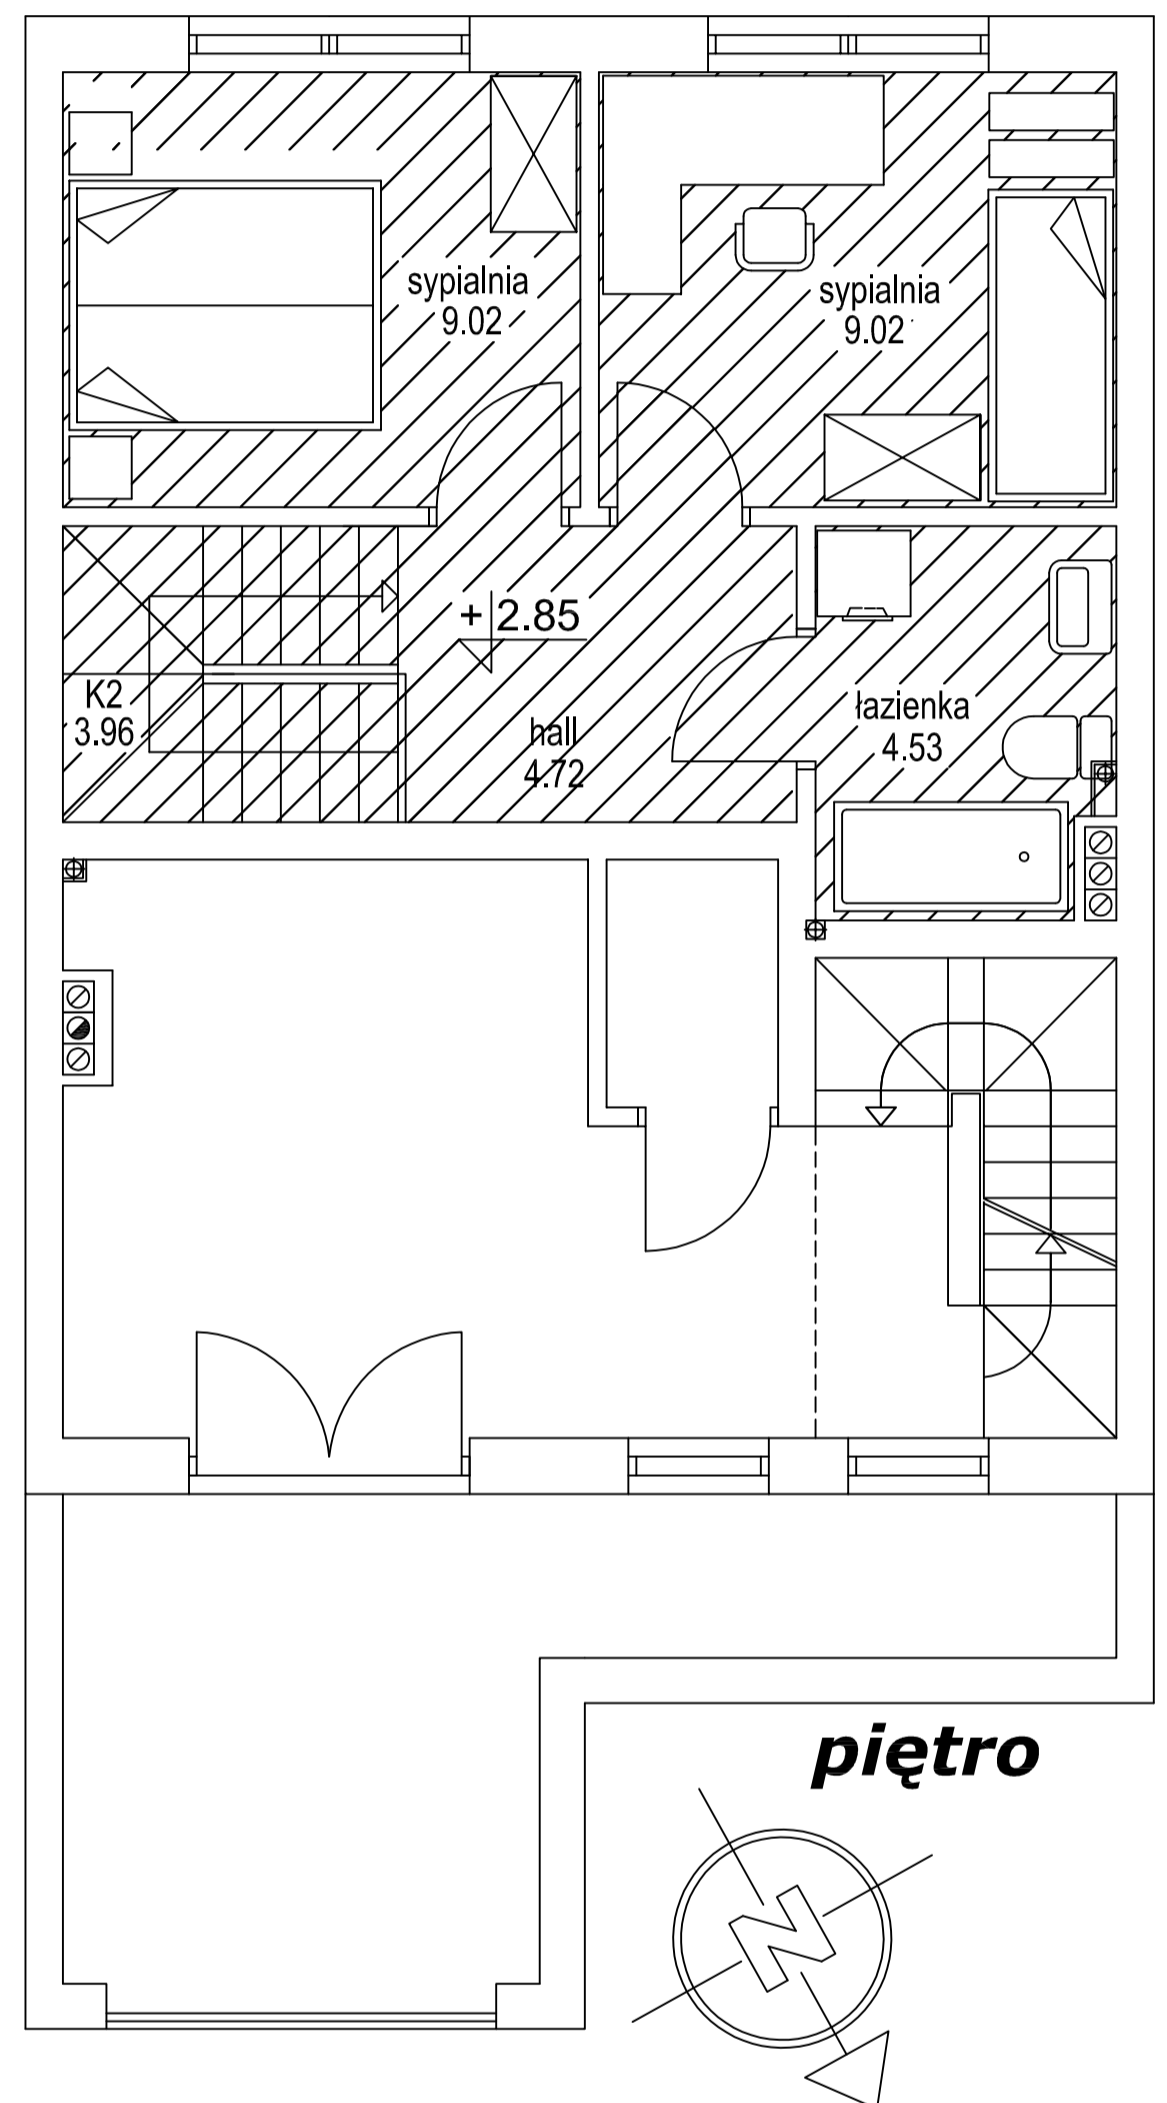 sypialnia
9.02
sypialnia
9.02
+ 2.85
K2
3.96
hall
4.72
łazienka
4.53
piętro
N